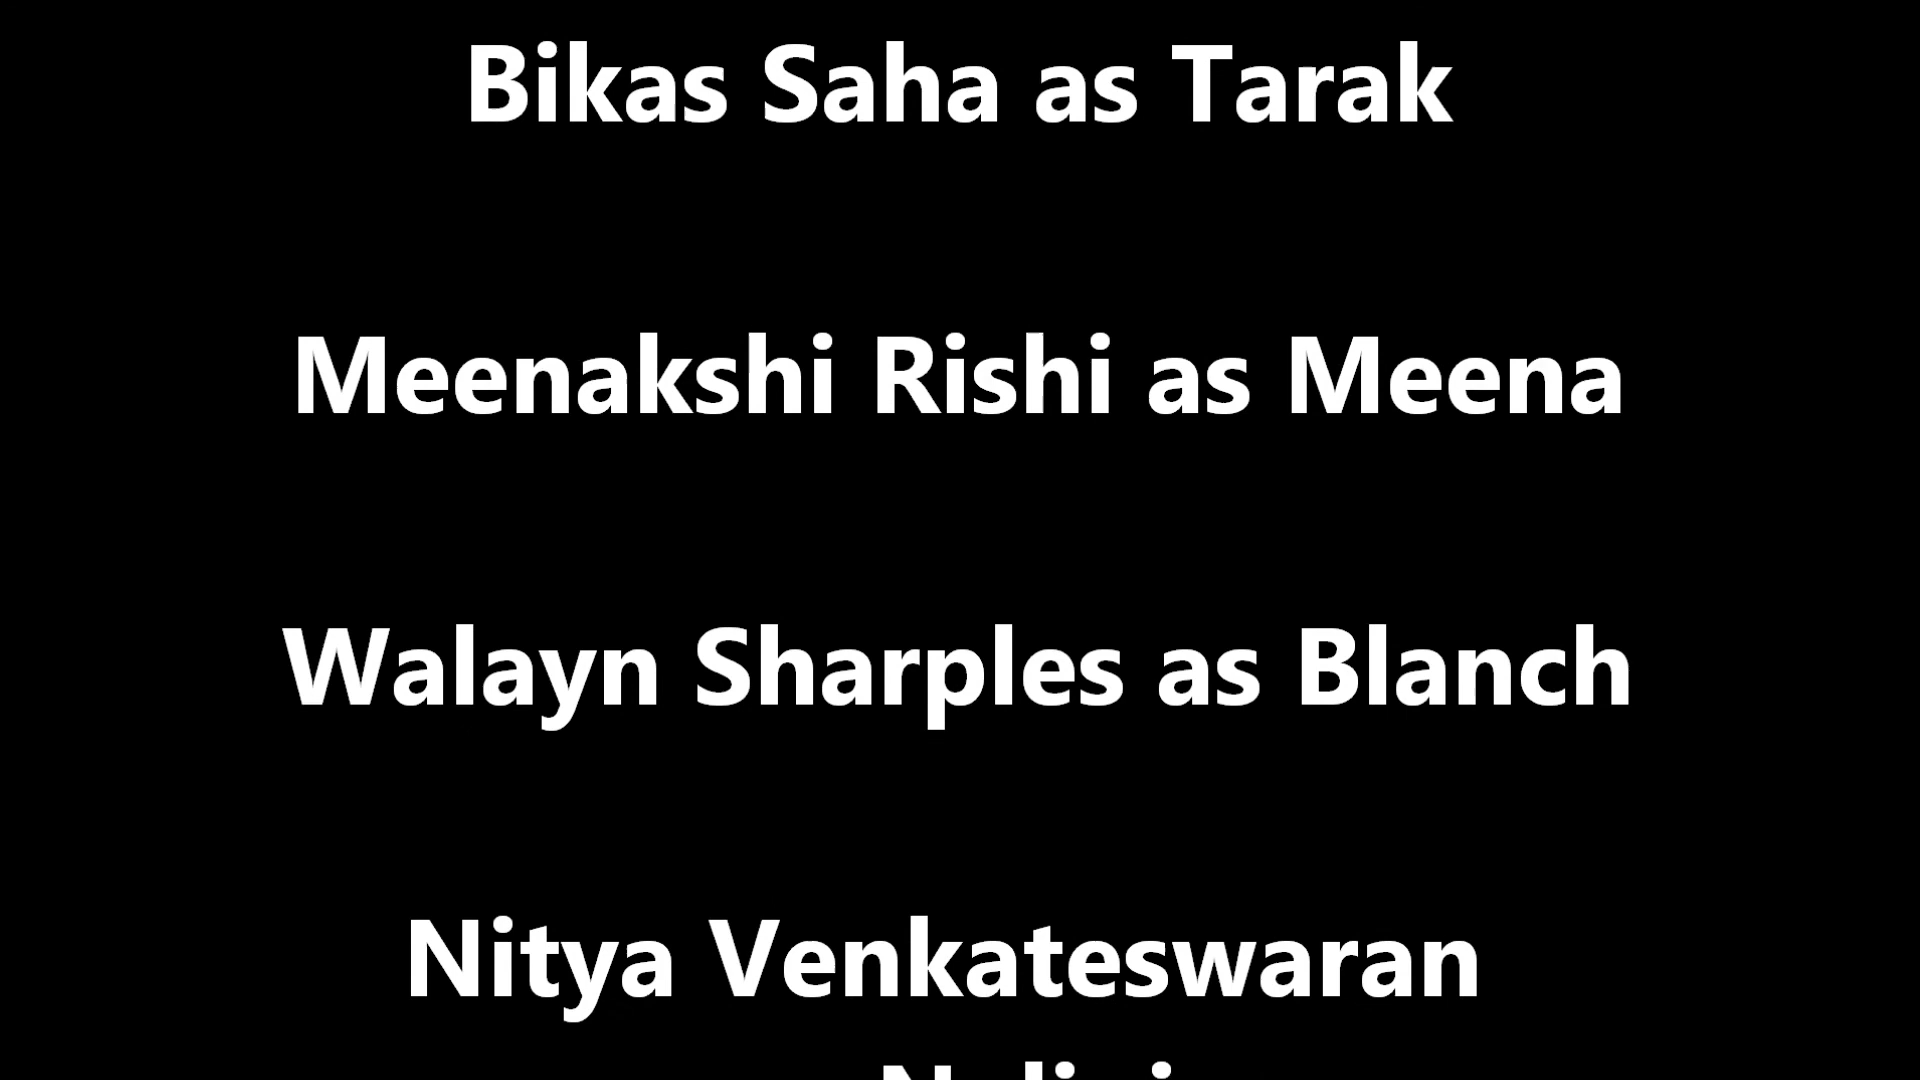 Bikas Saha as Tarak
Meenakshi Rishi as Meena
Walayn Sharples as Blanch
Nitya Venkateswaran